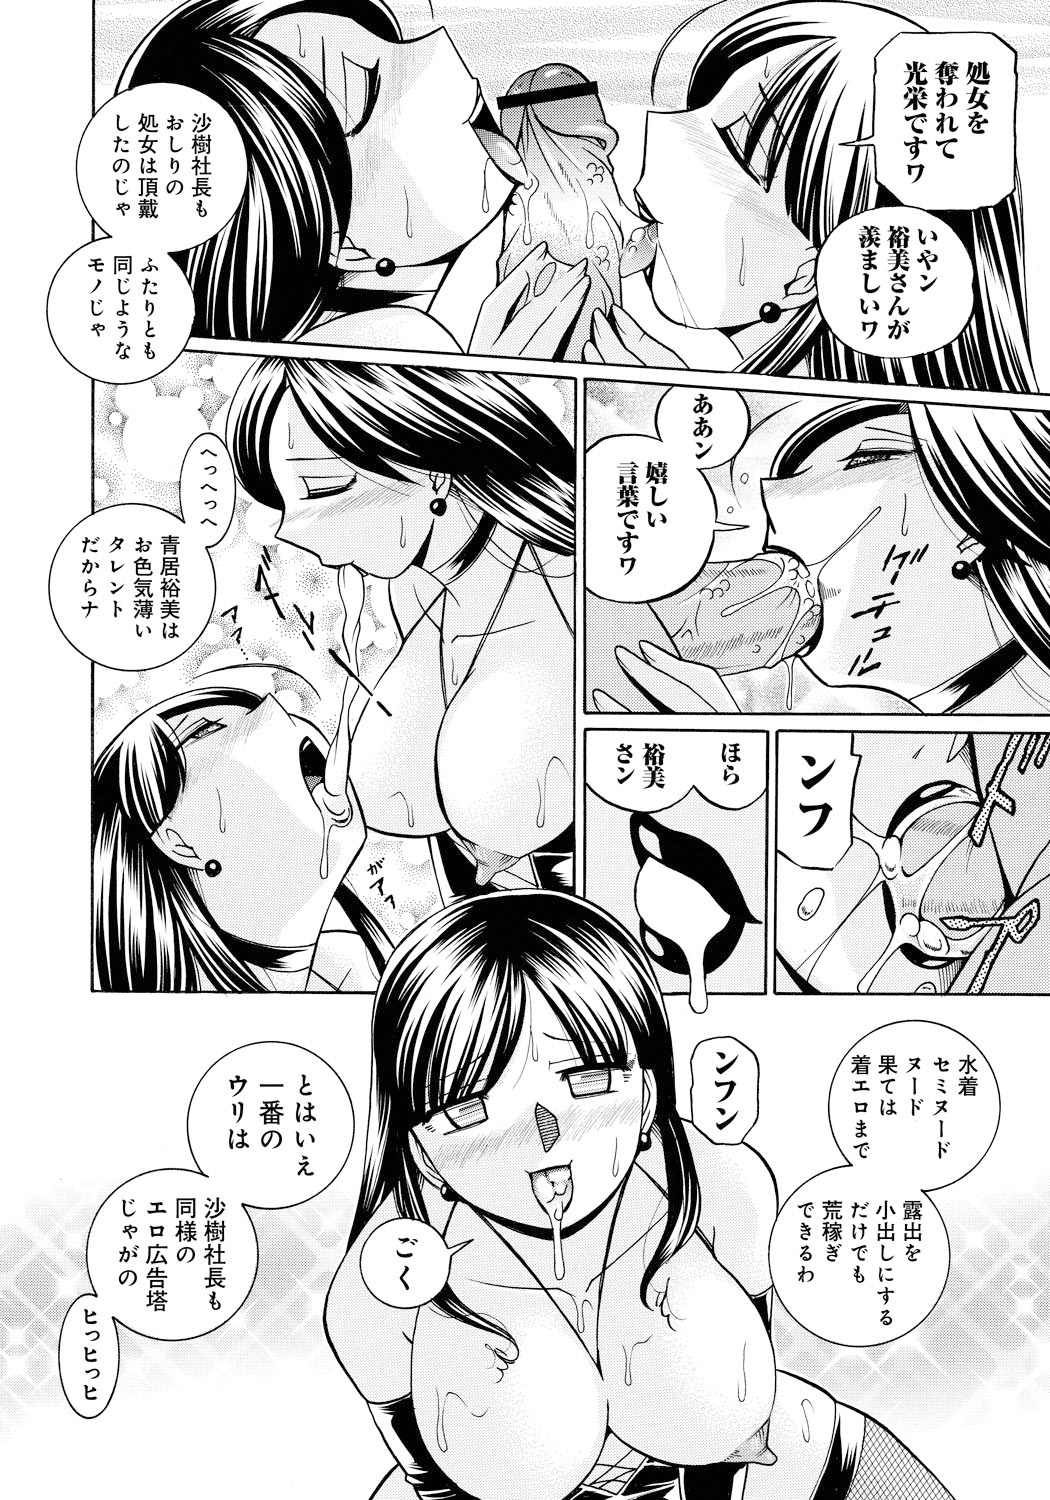 処女を
奪われて
光栄ですワ
いやン
裕美さんが
羨ましいワ
沙樹社長も
おしりの
処女は頂戴
したのじゃ
ふたりとも
同じような
モノじゃ
ああン
嬉しい
言葉ですワ
グーチュー
へっへっへ
青居裕美は
お色気薄い
タレント
だからナ
アァ…
ンフ
ほら
裕美
さン
水着
セミヌード
ヌード
果ては
着エロまで
露出を
小出しにする
だけでも
荒稼ぎ
できるわ
ンフン
ごく
とはいえ
一番の
ウリは
沙樹社長も
同様の
エロ広告塔
じゃがの
ヒっヒっヒ